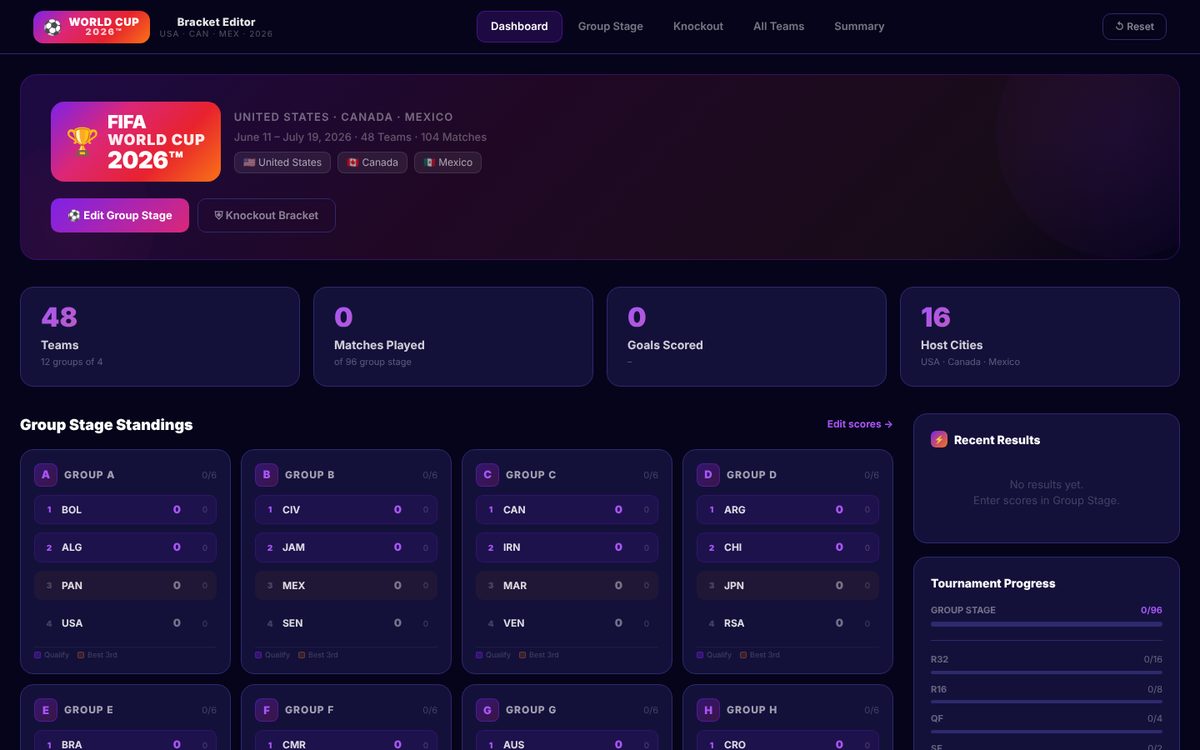 WORLD CUP
2026™
Bracket Editor
USA · CAN · MEX · 2026
Dashboard
Group Stage
Knockout
All Teams
Summary
↺ Reset
FIFA
WORLD CUP
2026™
UNITED STATES · CANADA · MEXICO
June 11 – July 19, 2026 · 48 Teams · 104 Matches
United States
Canada
Mexico
Edit Group Stage
Knockout Bracket
48
Teams
12 groups of 4
0
Matches Played
of 96 group stage
0
Goals Scored
–
16
Host Cities
USA · Canada · Mexico
Group Stage Standings
Edit scores →
A GROUP A 0/6
1 BOL 0 0
2 ALG 0 0
3 PAN 0 0
4 USA 0 0
Qualify Best 3rd
B GROUP B 0/6
1 CIV 0 0
2 JAM 0 0
3 MEX 0 0
4 SEN 0 0
Qualify Best 3rd
C GROUP C 0/6
1 CAN 0 0
2 IRN 0 0
3 MAR 0 0
4 VEN 0 0
Qualify Best 3rd
D GROUP D 0/6
1 ARG 0 0
2 CHI 0 0
3 JPN 0 0
4 RSA 0 0
Qualify Best 3rd
E GROUP E 0/6
1 BRA 0 0
F GROUP F 0/6
1 CMR 0 0
G GROUP G 0/6
1 AUS 0 0
H GROUP H 0/6
1 CRO 0 0
Recent Results
No results yet.
Enter scores in Group Stage.
Tournament Progress
GROUP STAGE 0/96
R32 0/16
R16 0/8
QF 0/4
SF 0/2